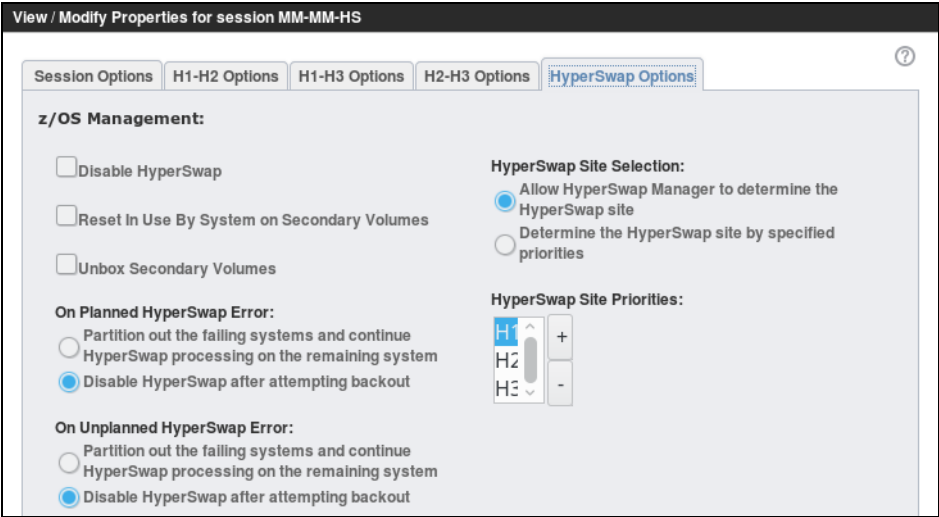 View / Modify Properties for session MM-MM-HS
?
Session Options
H1-H2 Options
H1-H3 Options
H2-H3 Options
HyperSwap Options
z/OS Management:
Disable HyperSwap
Reset In Use By System on Secondary Volumes
Unbox Secondary Volumes
On Planned HyperSwap Error:
Partition out the failing systems and continue
HyperSwap processing on the remaining system
Disable HyperSwap after attempting backout
On Unplanned HyperSwap Error:
Partition out the failing systems and continue
HyperSwap processing on the remaining system
Disable HyperSwap after attempting backout
HyperSwap Site Selection:
Allow HyperSwap Manager to determine the
HyperSwap site
Determine the HyperSwap site by specified
priorities
HyperSwap Site Priorities:
H1
H2
H3
+
-